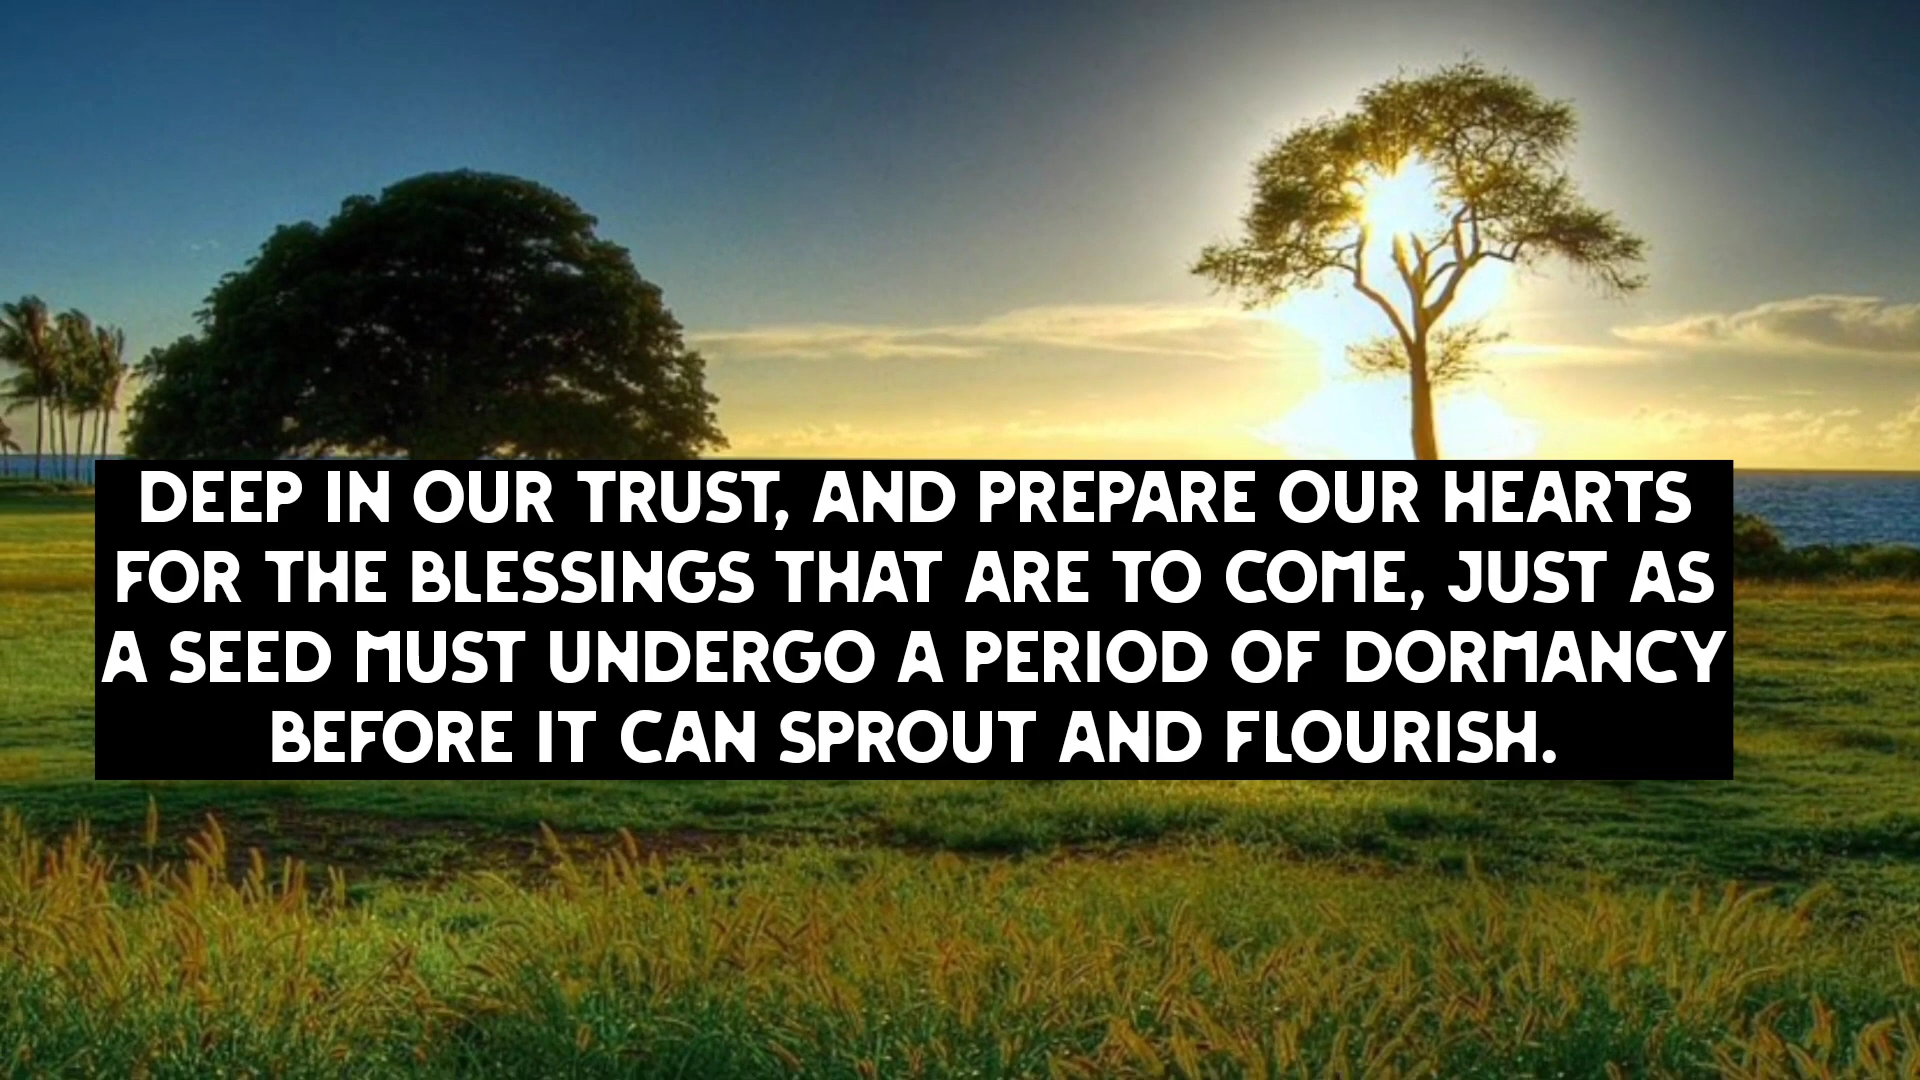 DEEP IN OUR TRUST, AND PREPARE OUR HEARTS
FOR THE BLESSINGS THAT ARE TO COME, JUST AS
A SEED MUST UNDERGO A PERIOD OF DORMANCY
BEFORE IT CAN SPROUT AND FLOURISH.